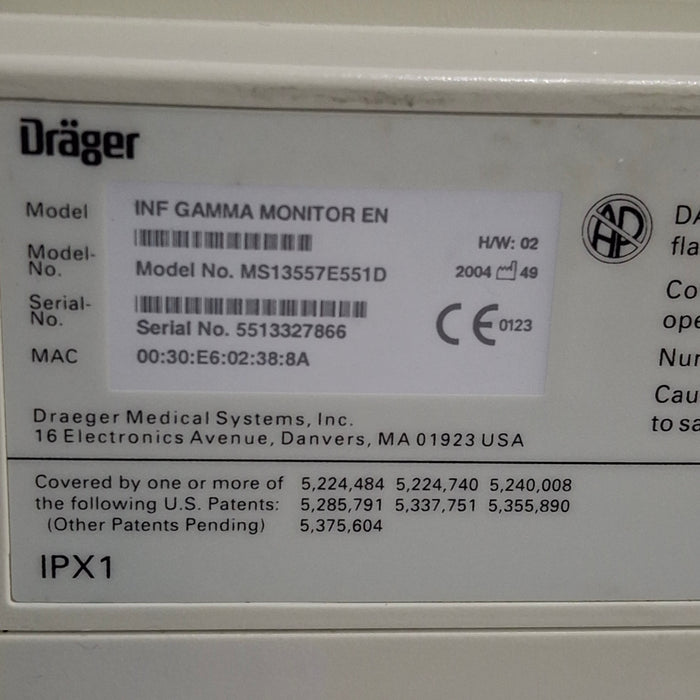 Dräger
Model INF GAMMA MONITOR EN
H/W: 02
Model-
No.
Model No. MS13557E551D
2004 49
Serial-
No.
Serial No. 5513327866
CE 0123
MAC 00:30:E6:02:38:8A
Draeger Medical Systems, Inc.
16 Electronics Avenue, Danvers, MA 01923 USA
Covered by one or more of 5,224,484 5,224,740 5,240,008
the following U.S. Patents: 5,285,791 5,337,751 5,355,890
(Other Patents Pending) 5,375,604
IPX1
AP
HP
DA
fla
Co
ope
Nur
Cau
to sa